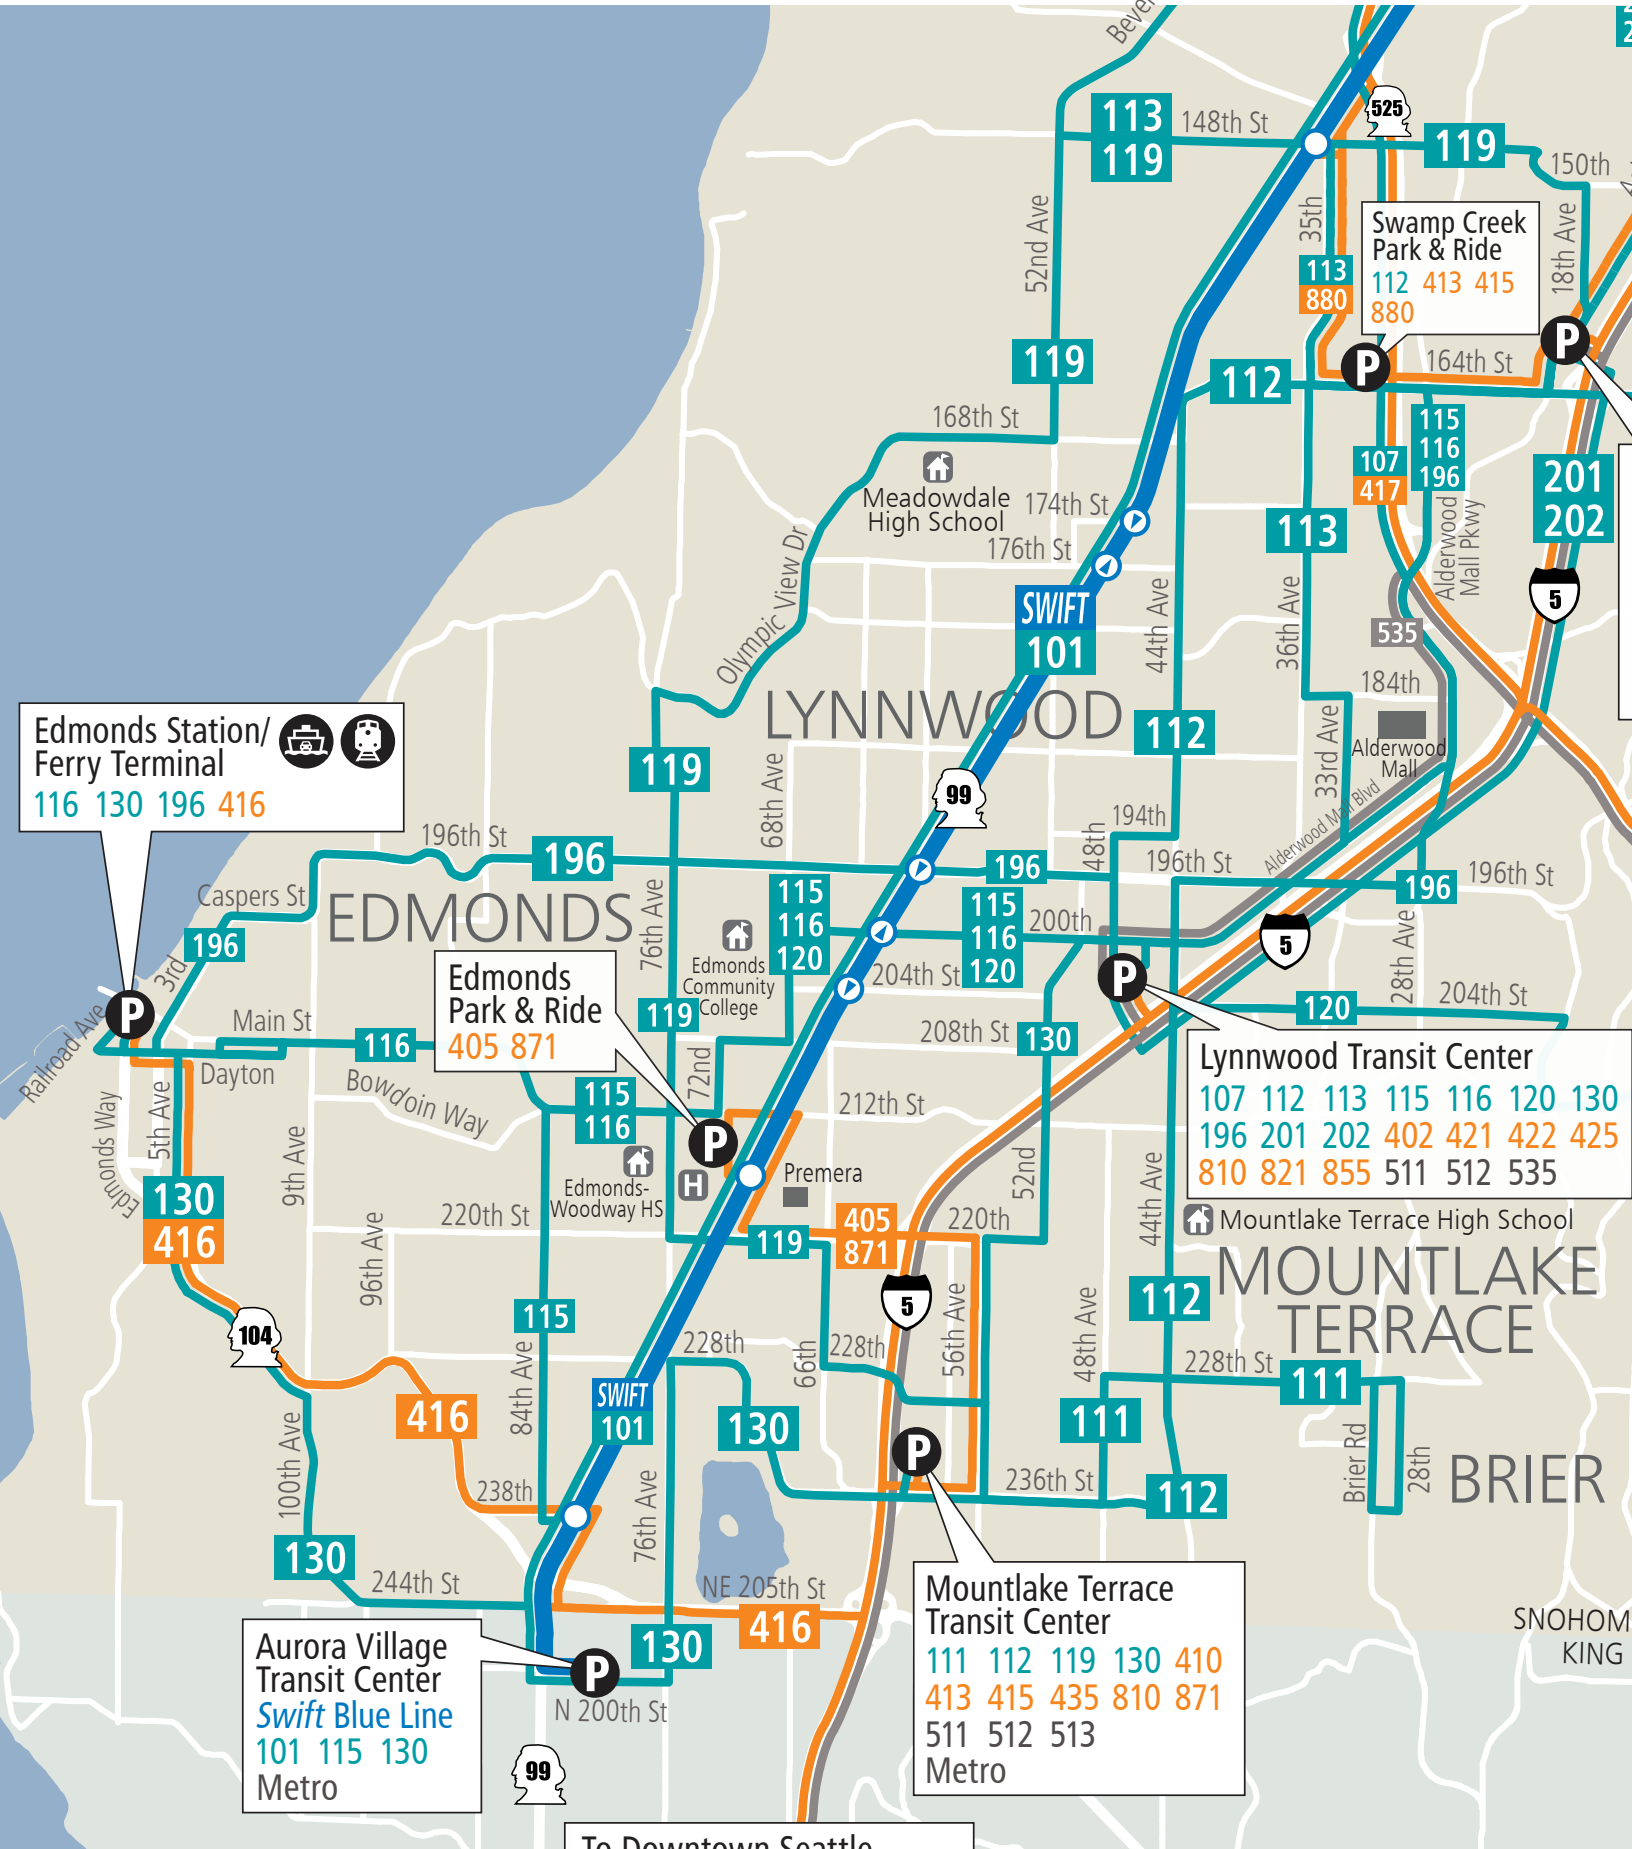 Bever
525
113
119
148th St
119
150th
52nd Ave
35th
18th Ave
Swamp Creek
Park & Ride
112 413 415
880
113
880
119
112
164th St
168th St
115
116
196
107
417
201
202
Meadowdale
High School
174th St
176th St
113
Alderwood
Mall Pkwy
Olympic View Dr
SWIFT
101
44th Ave
36th Ave
5
535
184th
LYNNWOOD
Edmonds Station/
Ferry Terminal
116 130 196 416
119
112
33rd Ave
Alderwood
Mall
68th Ave
99
Alderwood Mall Blvd
194th
48th
196th St
196
196
196th St
196
196th St
Caspers St
EDMONDS
76th Ave
115
116
120
115
116
120
200th
196
3rd
5
28th Ave
Edmonds
Community
College
Edmonds
Park & Ride
405 871
P
204th St
P
204th St
120
Railroad Ave
Main St
116
119
208th St
130
Lynnwood Transit Center
107 112 113 115 116 120 130
196 201 202 402 421 422 425
810 821 855 511 512 535
Dayton
Bowdoin Way
72nd
115
116
212th St
Edmonds Way
5th Ave
9th Ave
P
H
Premera
52nd
44th Ave
Edmonds-
Woodway HS
130
416
220th St
405
871
220th
Mountlake Terrace High School
MOUNTLAKE
TERRACE
96th Ave
119
5
56th Ave
48th Ave
112
115
104
228th
66th
228th
228th St
111
84th Ave
SWIFT
101
416
130
111
100th Ave
P
Brier Rd
28th
BRIER
238th
76th Ave
236th St
112
130
244th St
NE 205th St
416
Mountlake Terrace
Transit Center
111 112 119 130 410
413 415 435 810 871
511 512 513
Metro
SNOHOM
KING
Aurora Village
Transit Center
Swift Blue Line
101 115 130
Metro
P
130
N 200th St
99
To Downtown Seattle
P
P